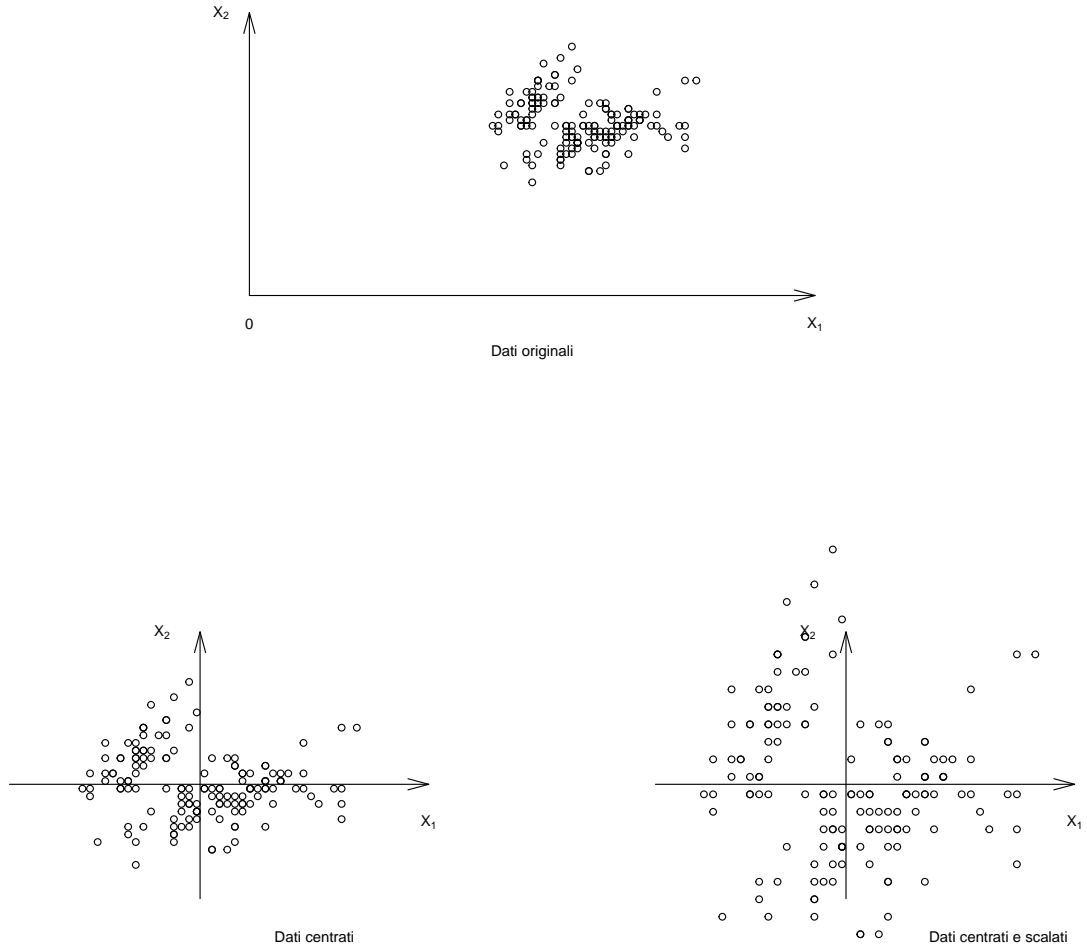 X2
0
X1
Dati originali
X2
X1
Dati centrati
X2
X1
Dati centrati e scalati